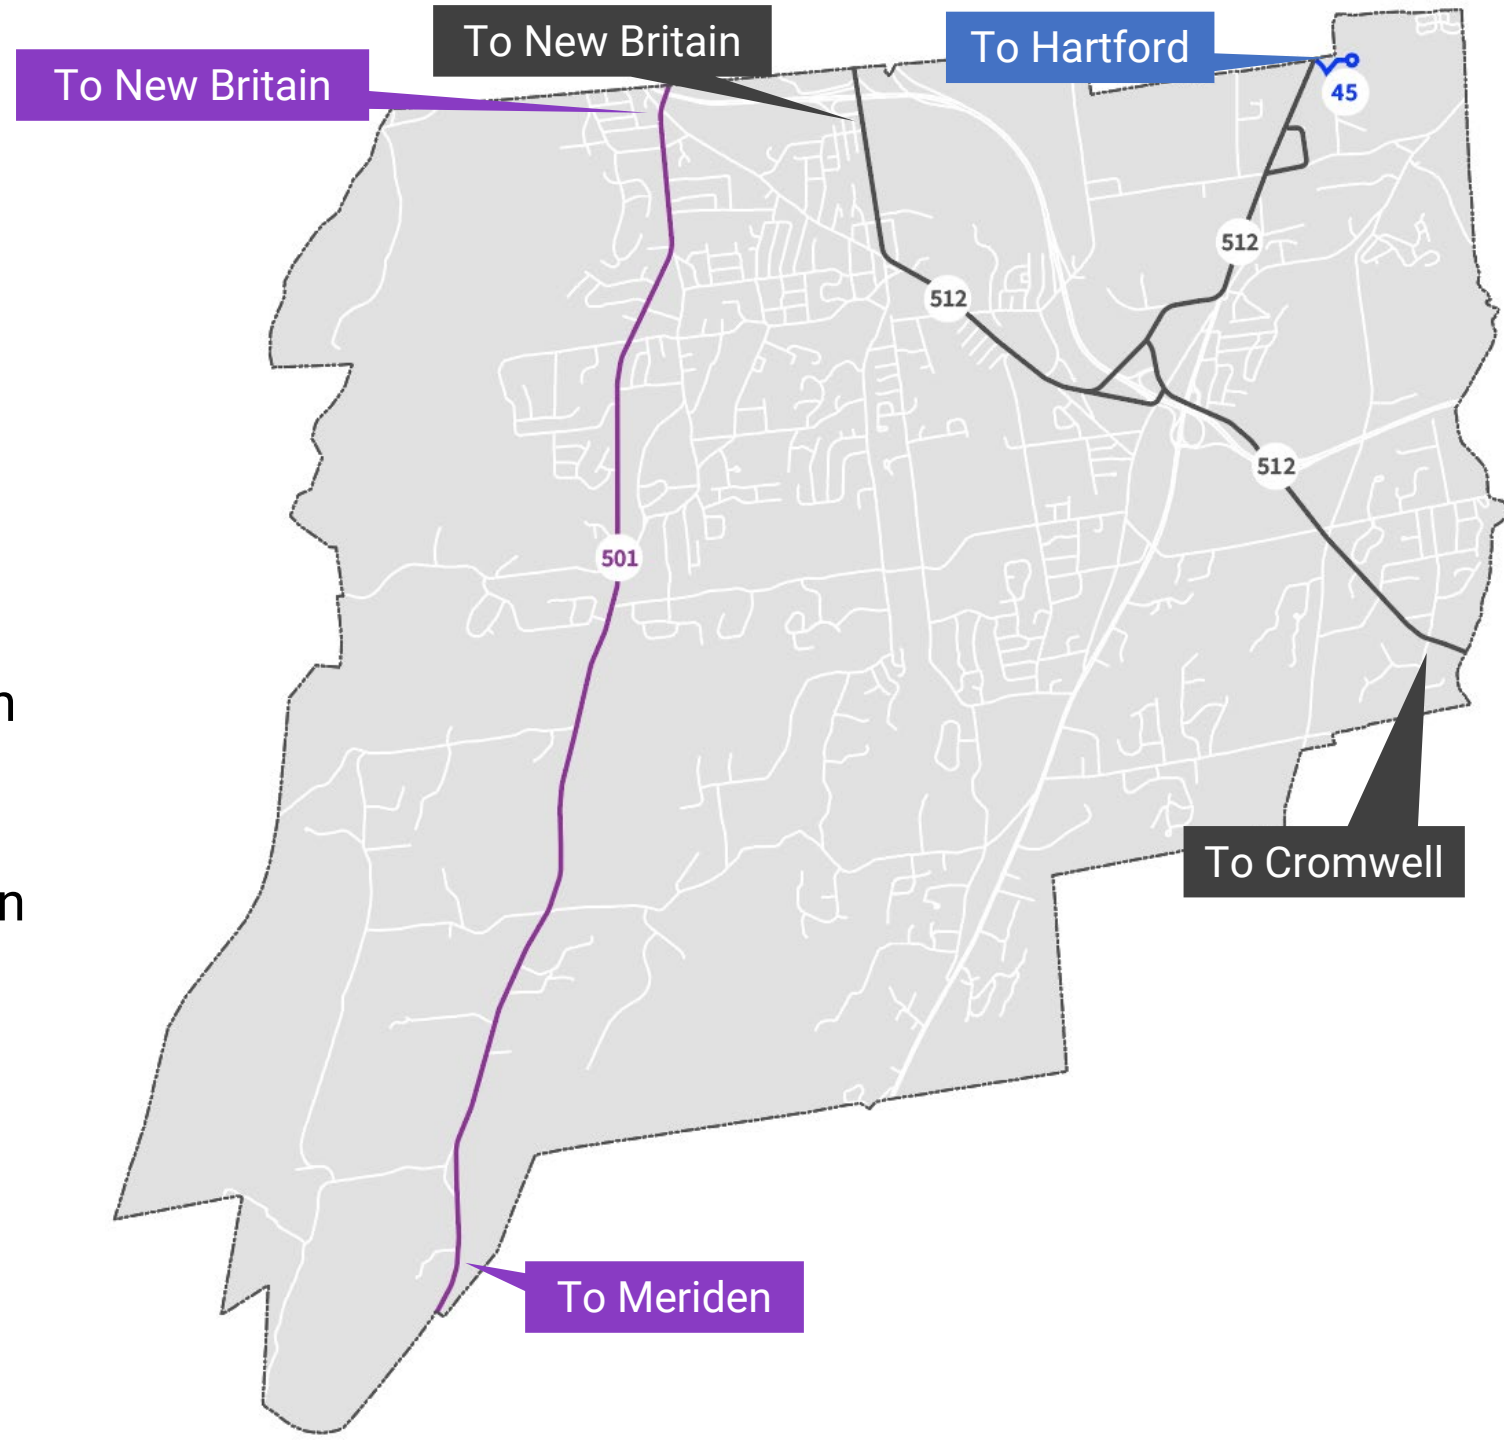 To New Britain
To Hartford
To New Britain
45
512
512
512
501
n
To Cromwell
n
To Meriden